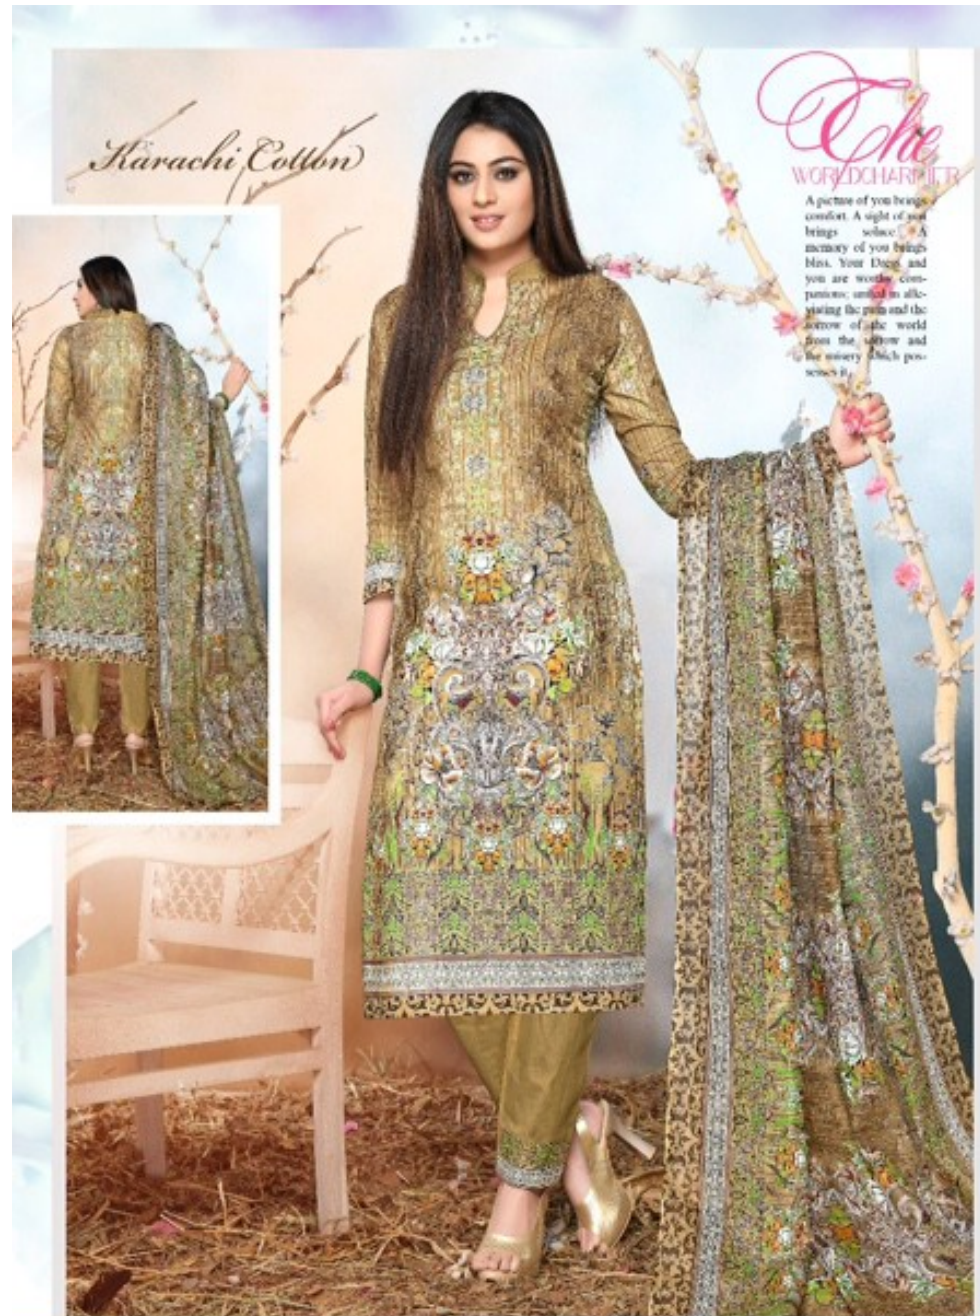 Karachi Cotton
The
WORLDCHARMER
A picture of you brings
comfort. A sight of you
brings solace. A
memory of you brings
bliss. Your Dress and
you are worthy com-
panions; united in alle-
viating the pain and the
sorrow of the world
from the sorrow and
the misery which pos-
sesses it.